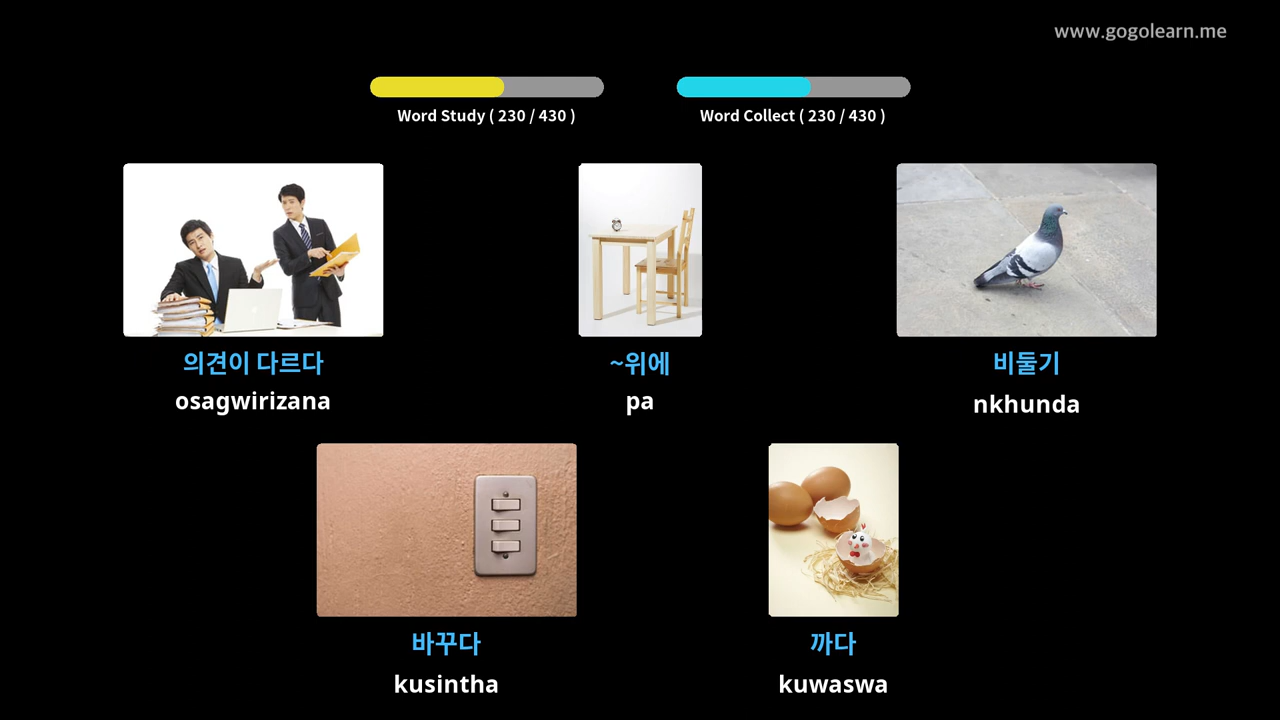 www.gogolearn.me
Word Study ( 230 / 430 )
Word Collect ( 230 / 430 )
의견이 다르다
osagwirizana
~위에
pa
비둘기
nkhunda
바꾸다
kusintha
까다
kuwaswa